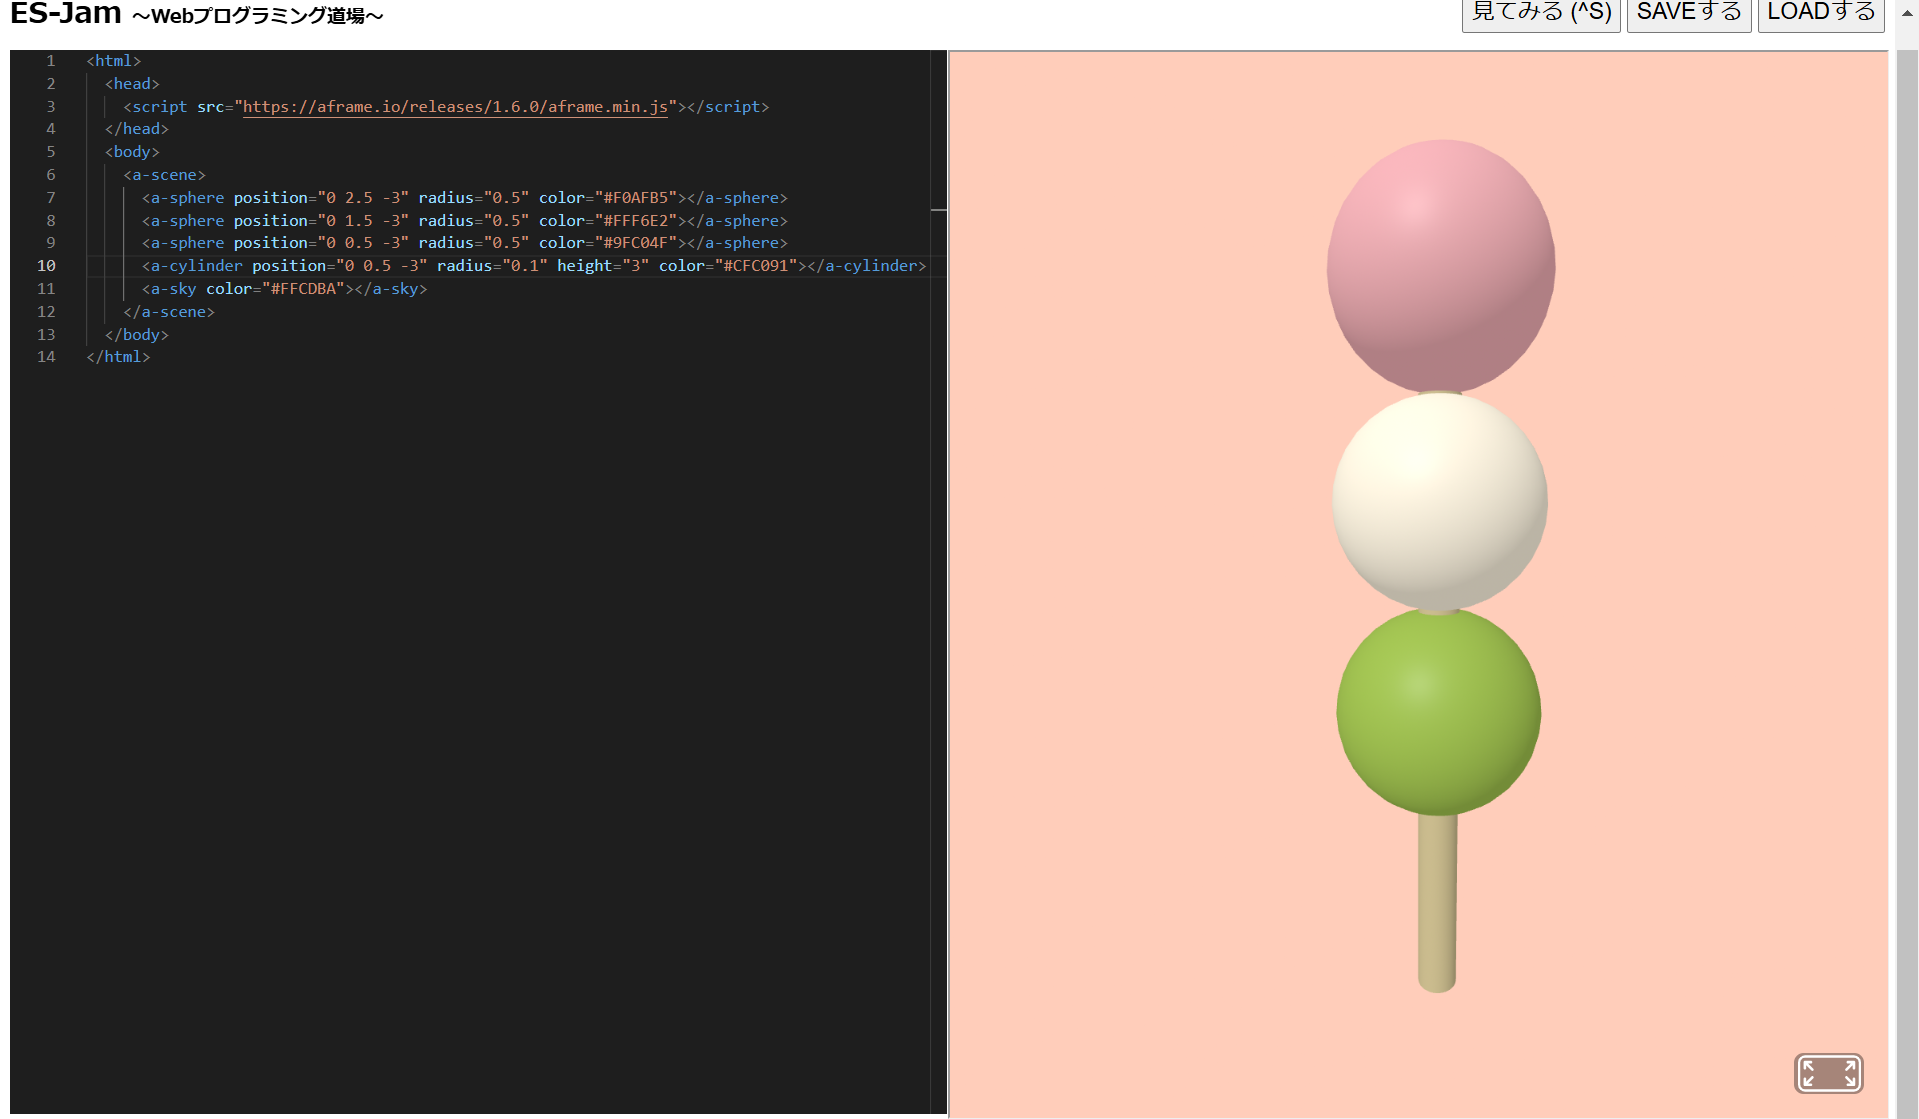 ES-Jam ～Webプログラミング道場～
見てみる (^S) SAVEする LOADする
1 <html>
2 <head>
3 <script src="https://aframe.io/releases/1.6.0/aframe.min.js"></script>
4 </head>
5 <body>
6 <a-scene>
7 <a-sphere position="0 2.5 -3" radius="0.5" color="#F0AFB5"></a-sphere>
8 <a-sphere position="0 1.5 -3" radius="0.5" color="#FFF6E2"></a-sphere>
9 <a-sphere position="0 0.5 -3" radius="0.5" color="#9FC04F"></a-sphere>
10 <a-cylinder position="0 0.5 -3" radius="0.1" height="3" color="#CFC091"></a-cylinder>
11 <a-sky color="#FFCDBA"></a-sky>
12 </a-scene>
13 </body>
14 </html>